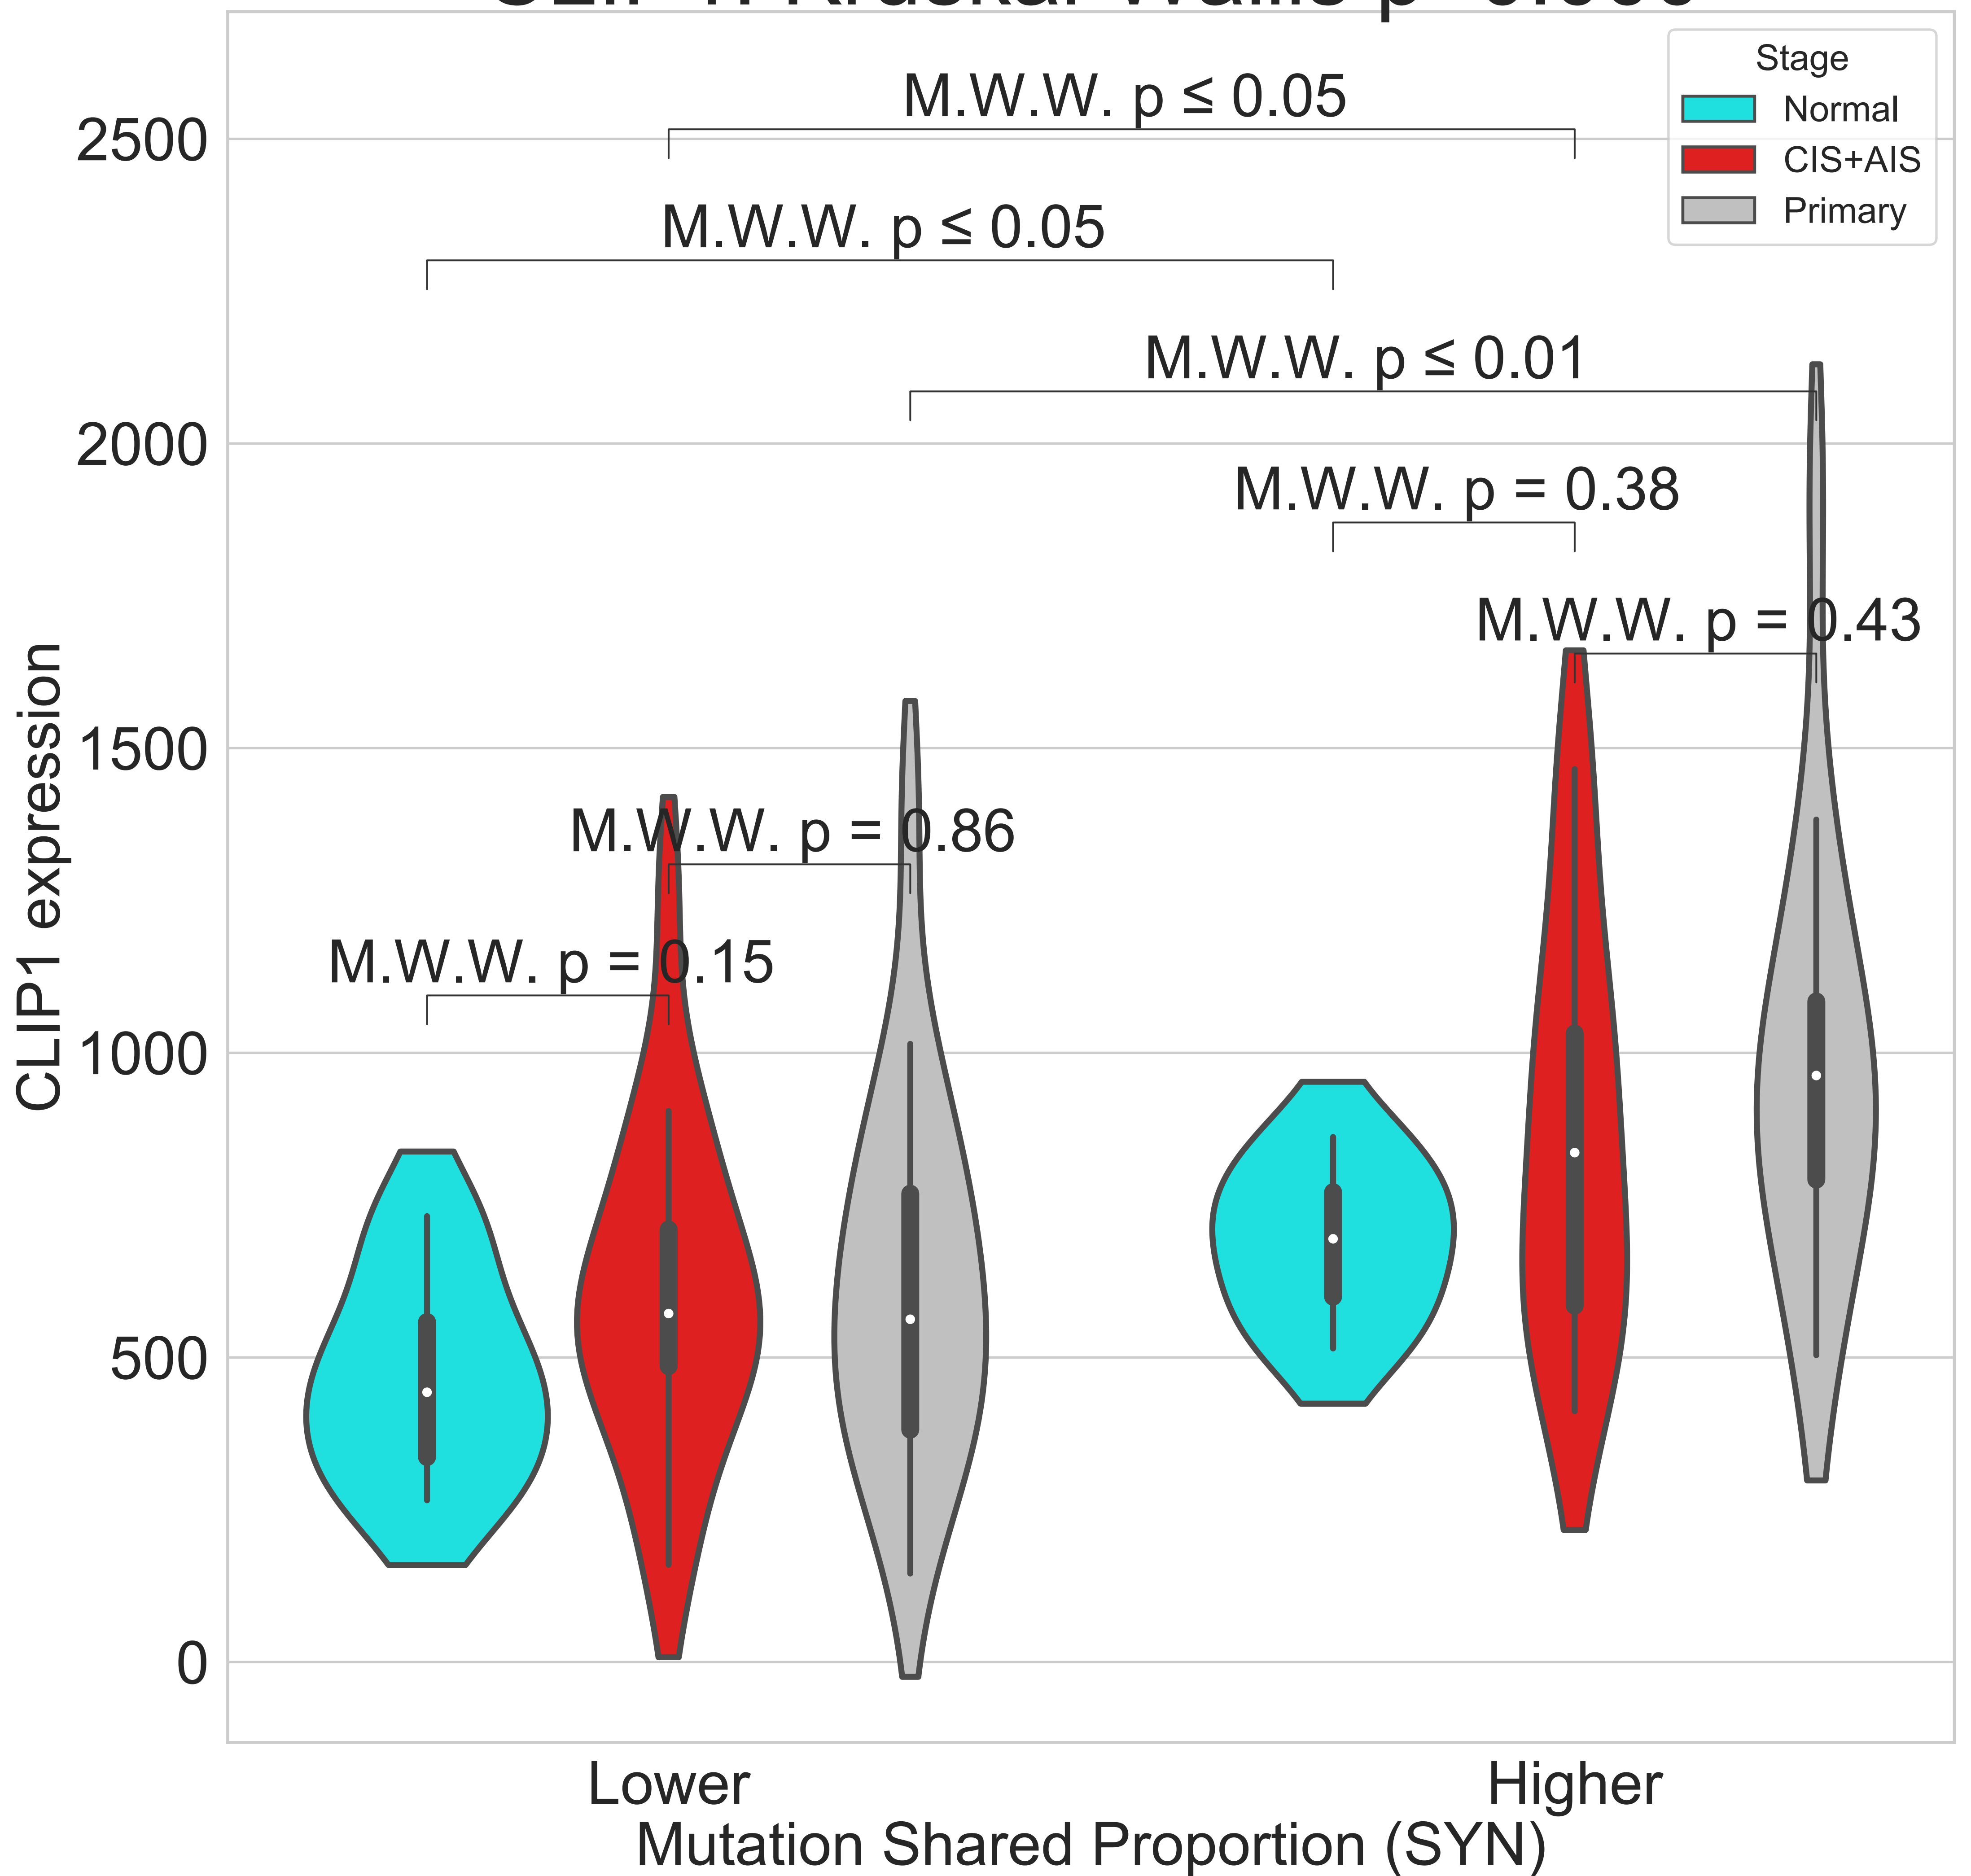 Stage
Normal
CIS+AIS
Primary
M.W.W. p ≤ 0.05
M.W.W. p ≤ 0.05
M.W.W. p ≤ 0.01
M.W.W. p = 0.38
M.W.W. p = 0.43
M.W.W. p = 0.86
M.W.W. p = 0.15
2500
2000
1500
1000
500
0
CLIP1 expression
Lower
Higher
Mutation Shared Proportion (SYN)